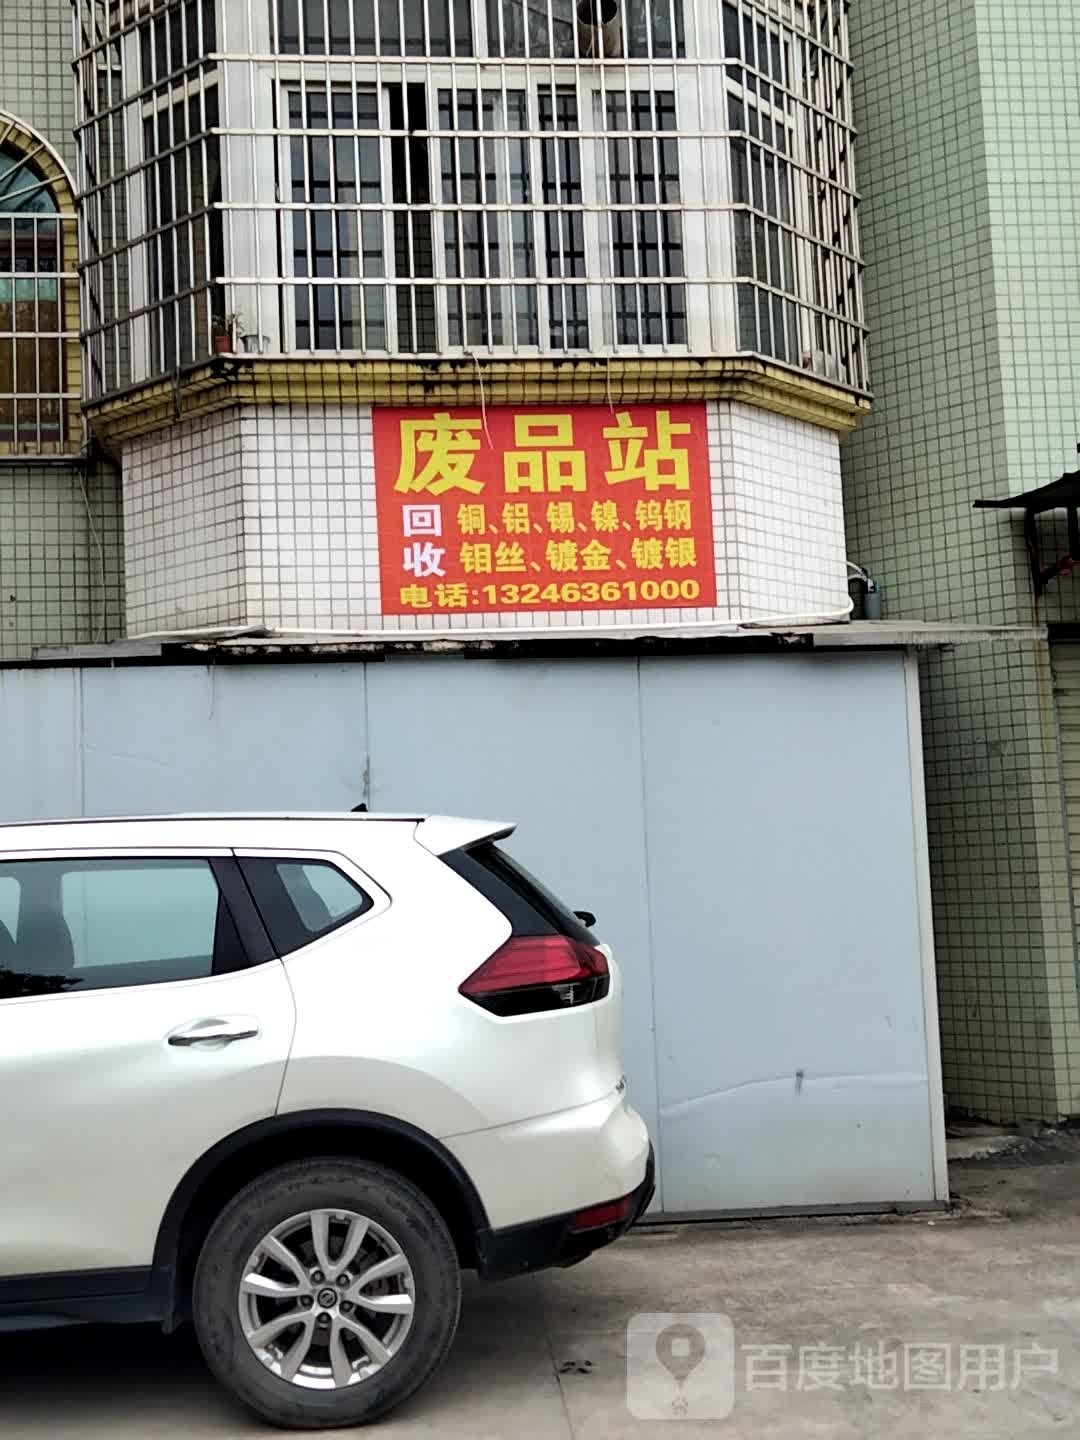 废品站
回收
铜、铝、锡、镍、钨钢
钼丝、镀金、镀银
电话:13246361000
百度地图用户